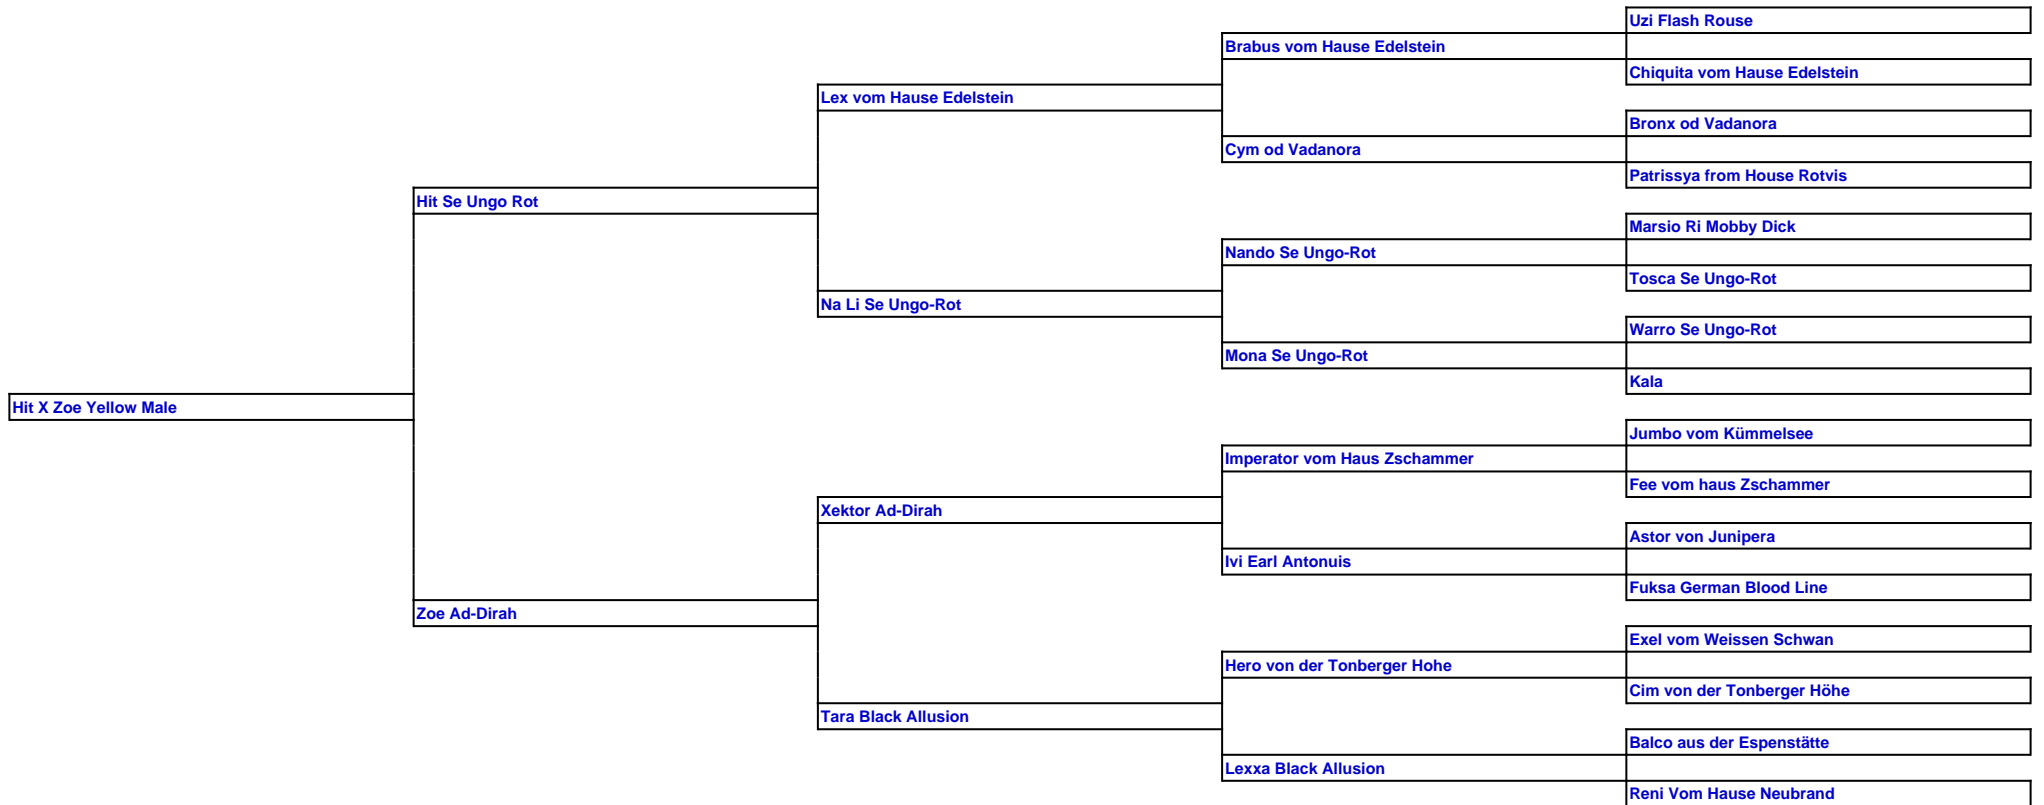 Uzi Flash Rouse
Brabus vom Hause Edelstein
Chiquita vom Hause Edelstein
Lex vom Hause Edelstein
Bronx od Vadanora
Cym od Vadanora
Patrissya from House Rotvis
Hit Se Ungo Rot
Marsio Ri Mobby Dick
Nando Se Ungo-Rot
Tosca Se Ungo-Rot
Na Li Se Ungo-Rot
Warro Se Ungo-Rot
Mona Se Ungo-Rot
Kala
Hit X Zoe Yellow Male
Jumbo vom Kümmelsee
Imperator vom Haus Zschammer
Fee vom haus Zschammer
Xektor Ad-Dirah
Astor von Junipera
Ivi Earl Antonuis
Fuksa German Blood Line
Zoe Ad-Dirah
Exel vom Weissen Schwan
Hero von der Tonberger Hohe
Cim von der Tonberger Höhe
Tara Black Allusion
Balco aus der Espenstätte
Lexxa Black Allusion
Reni Vom Hause Neubrand